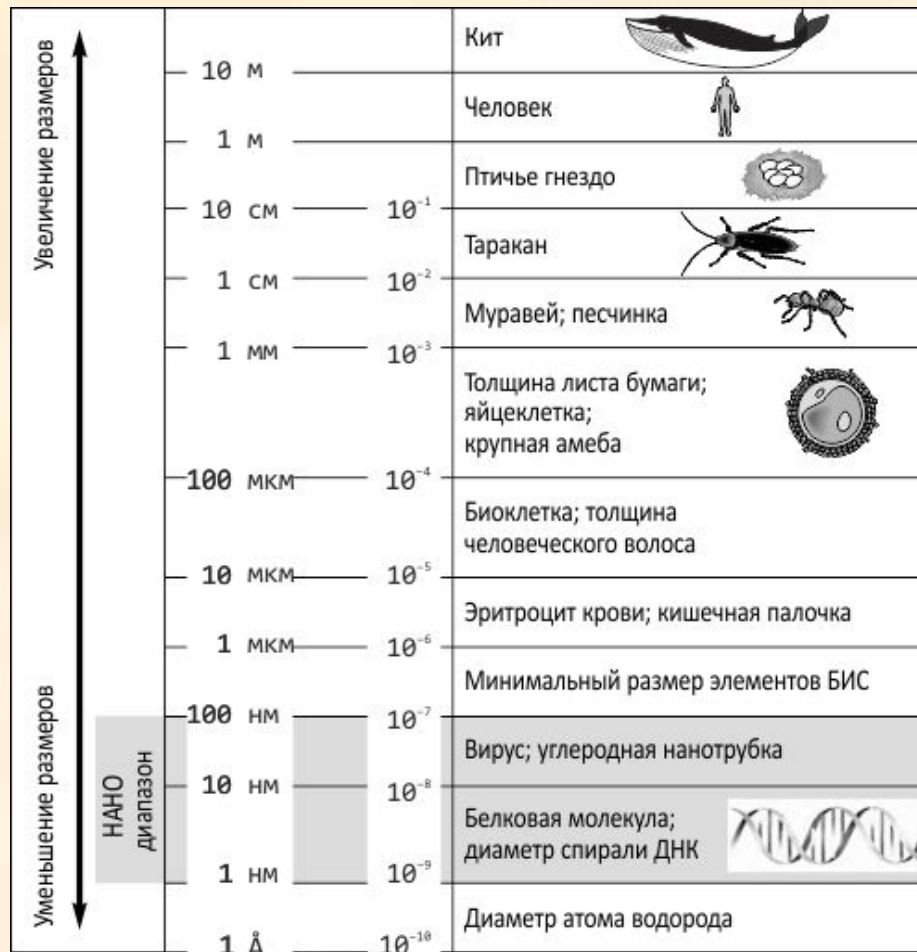 Увеличение размеров
Уменьшение размеров
НАНО
диапазон
Кит
10 м
Человек
1 м
Птичье гнездо
10 см 10⁻¹
Таракан
1 см 10⁻²
Муравей; песчинка
1 мм 10⁻³
Толщина листа бумаги;
яйцеклетка;
крупная амеба
100 мкм 10⁻⁴
Биоклетка; толщина
человеческого волоса
10 мкм 10⁻⁵
Эритроцит крови; кишечная палочка
1 мкм 10⁻⁶
Минимальный размер элементов БИС
100 нм 10⁻⁷
Вирус; углеродная нанотрубка
10 нм 10⁻⁸
Белковая молекула;
диаметр спирали ДНК
1 нм 10⁻⁹
Диаметр атома водорода
1 Å 10⁻¹⁰